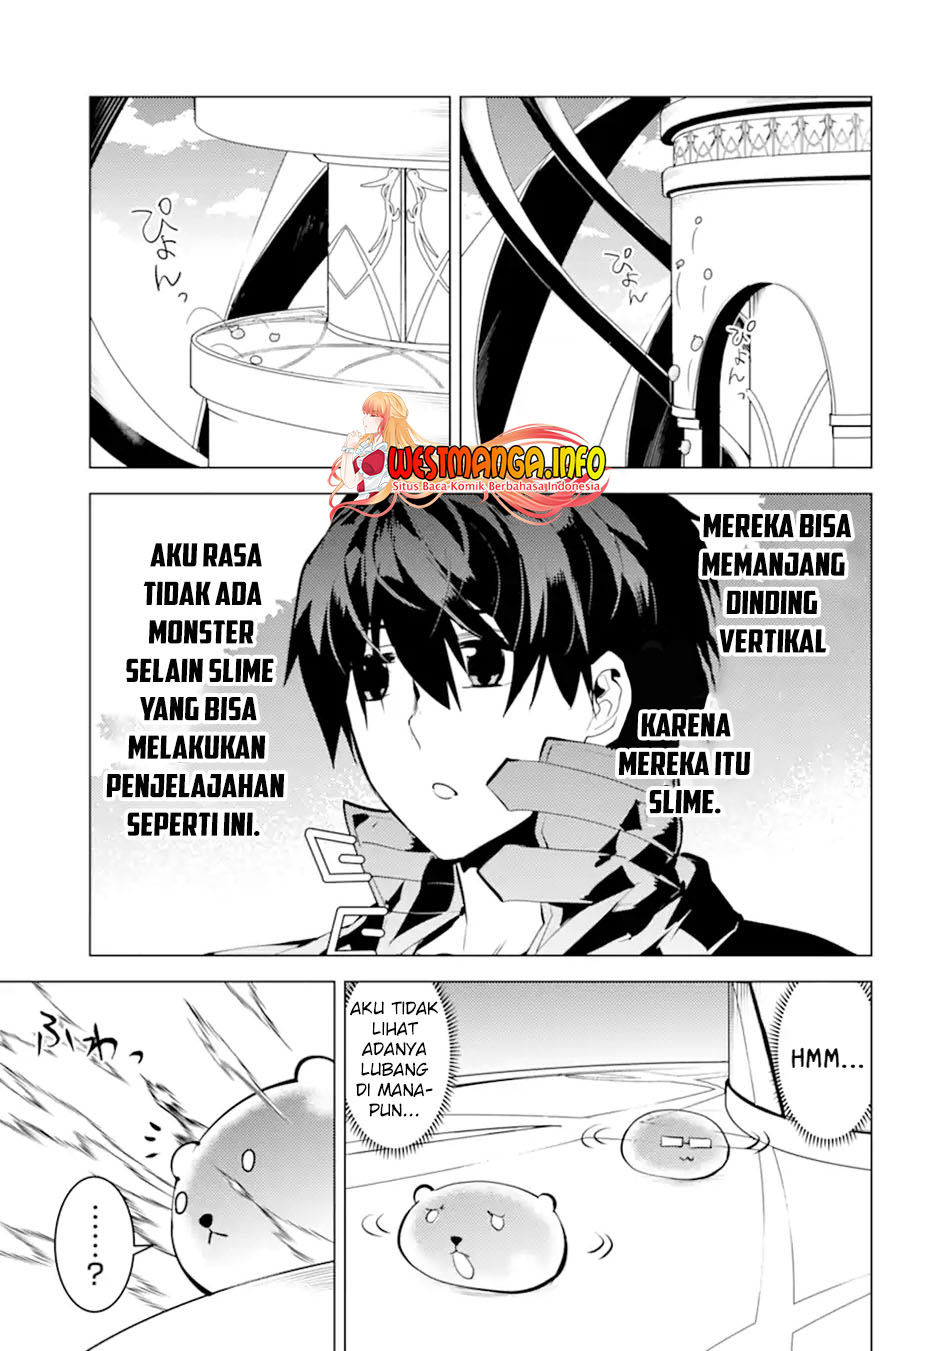 ぴょん
ぴょん
ぴょんっ
WESTMANGA.INFO
Situs Baca Komik Berbahasa Indonesia
MEREKA BISA
MEMANJANG
DINDING
VERTIKAL
KARENA
MEREKA ITU
SLIME.
AKU RASA
TIDAK ADA
MONSTER
SELAIN SLIME
YANG BISA
MELAKUKAN
PENJELAJAHAN
SEPERTI INI.
HMM...
AKU TIDAK
LIHAT
ADANYA
LUBANG
DI MANA-
PUN...
ふわっ
......?